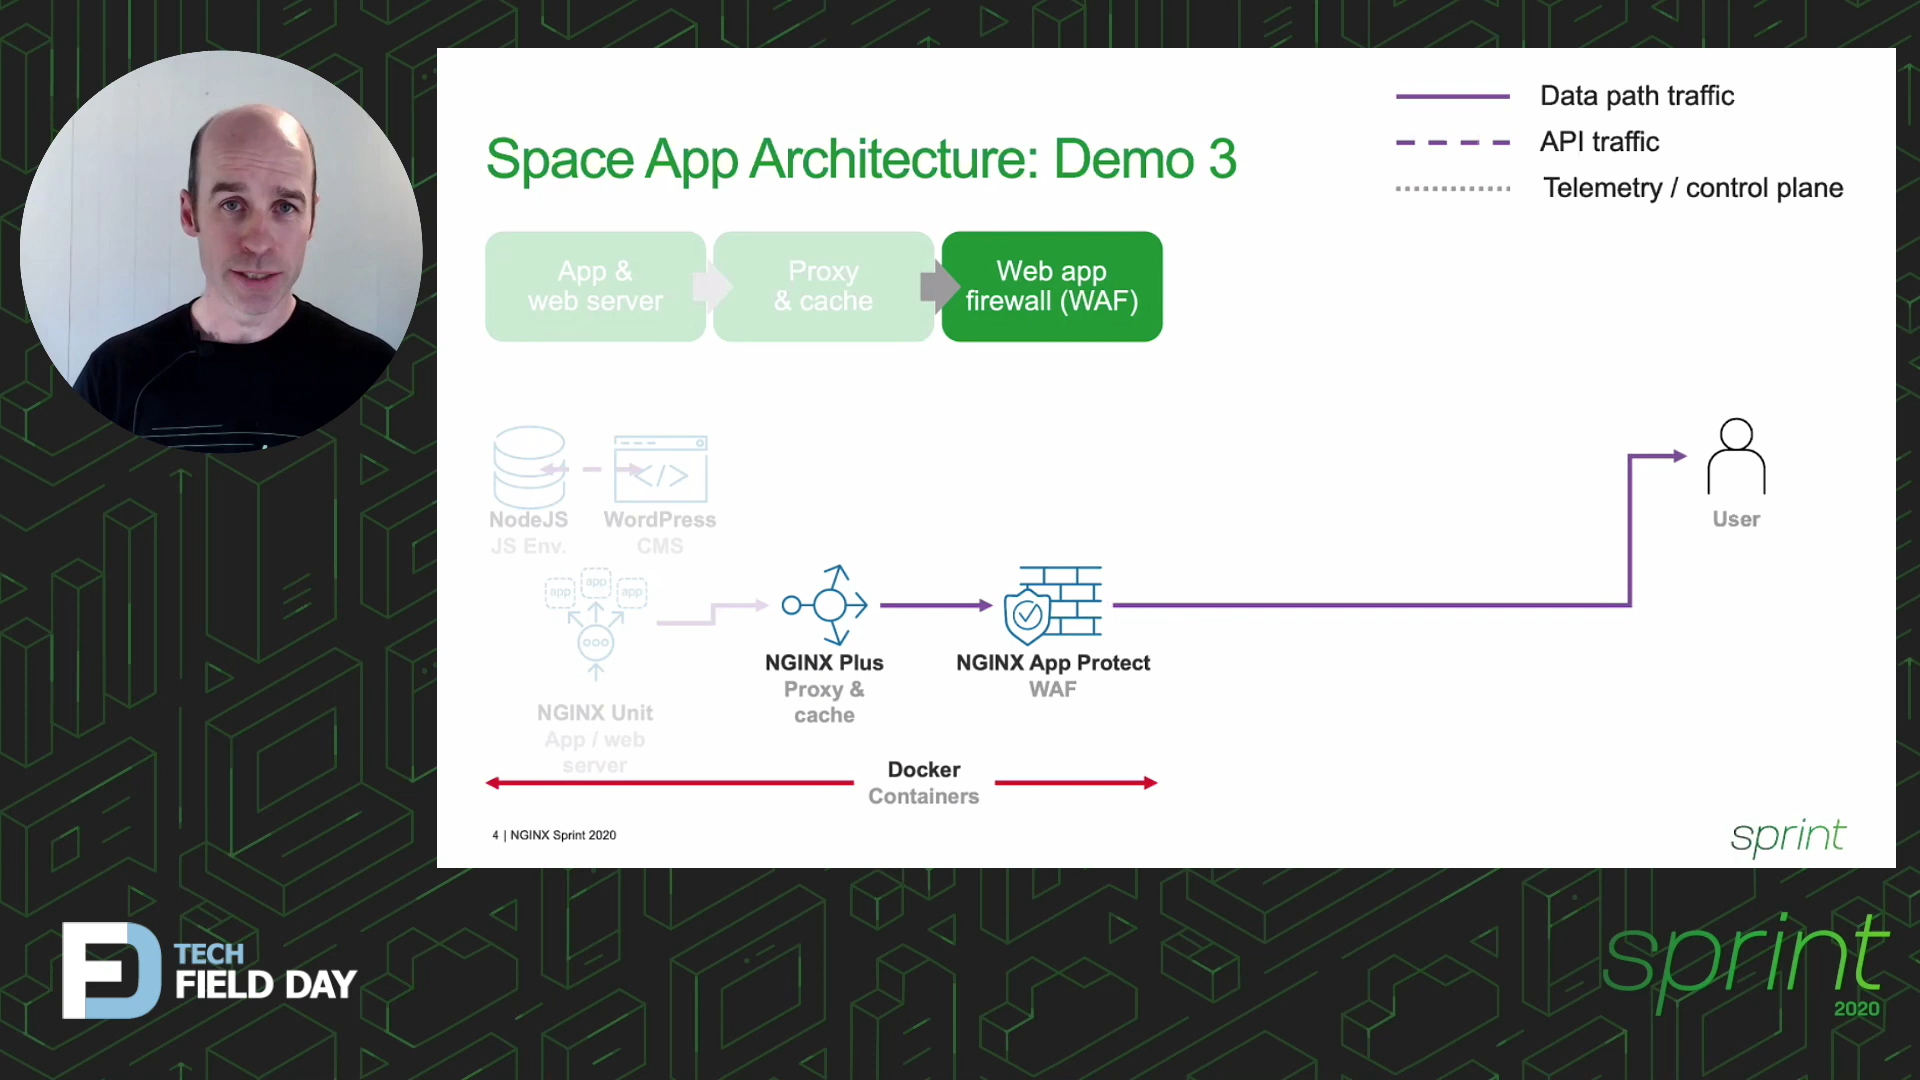 Data path traffic
API traffic
Telemetry / control plane
Space App Architecture: Demo 3
App &
web server
Proxy
& cache
Web app
firewall (WAF)
NodeJS
JS Env.
WordPress
CMS
</>
User
app
app
app
NGINX Unit
App / web
server
NGINX Plus
Proxy &
cache
NGINX App Protect
WAF
Docker
Containers
4 | NGINX Sprint 2020
sprint
FD
TECH
FIELD DAY
sprint
2020